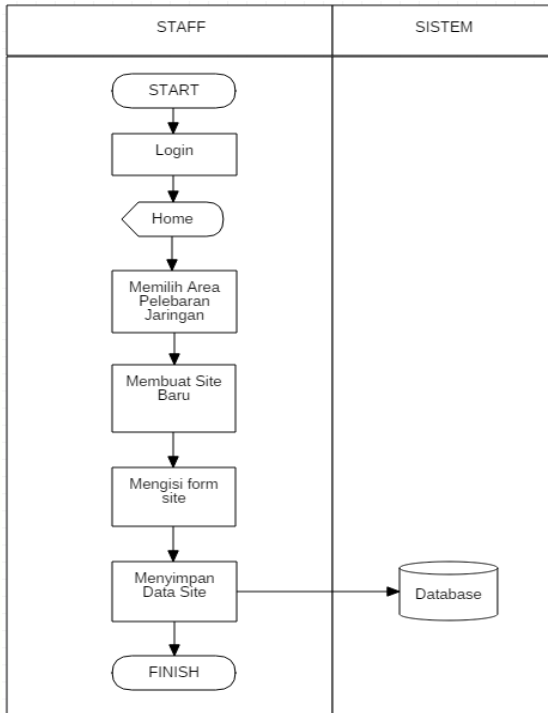 STAFF
SISTEM
START
Login
Home
Memilih Area
Pelebaran
Jaringan
Membuat Site
Baru
Mengisi form
site
Menyimpan
Data Site
Database
FINISH